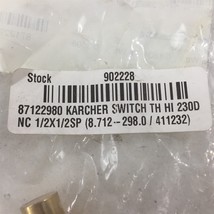 Stock 902228
87122980 KARCHER SWITCH TH HI 230D
NC 1/2X1/2SP (8.712-298.0 / 411232)